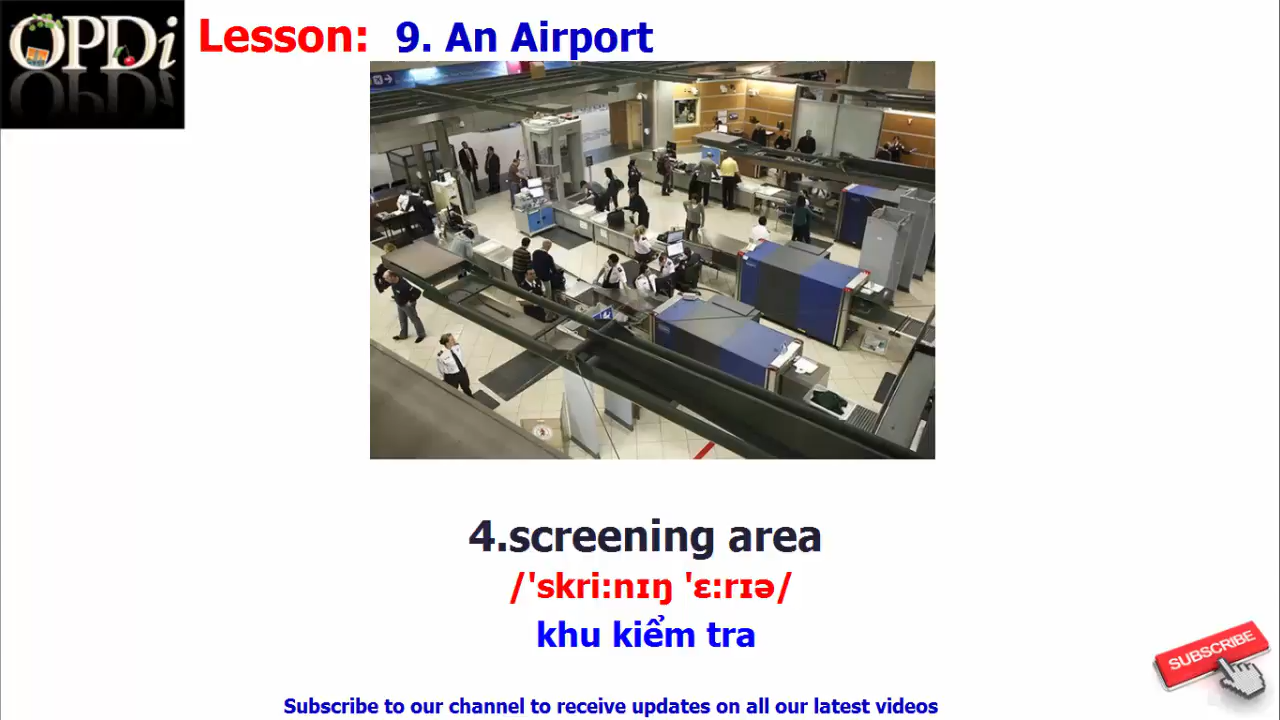 OPDi
Lesson: 9. An Airport
4.screening area
/'skri:nɪŋ 'ɛ:rɪə/
khu kiểm tra
SUBSCRIBE
Subscribe to our channel to receive updates on all our latest videos